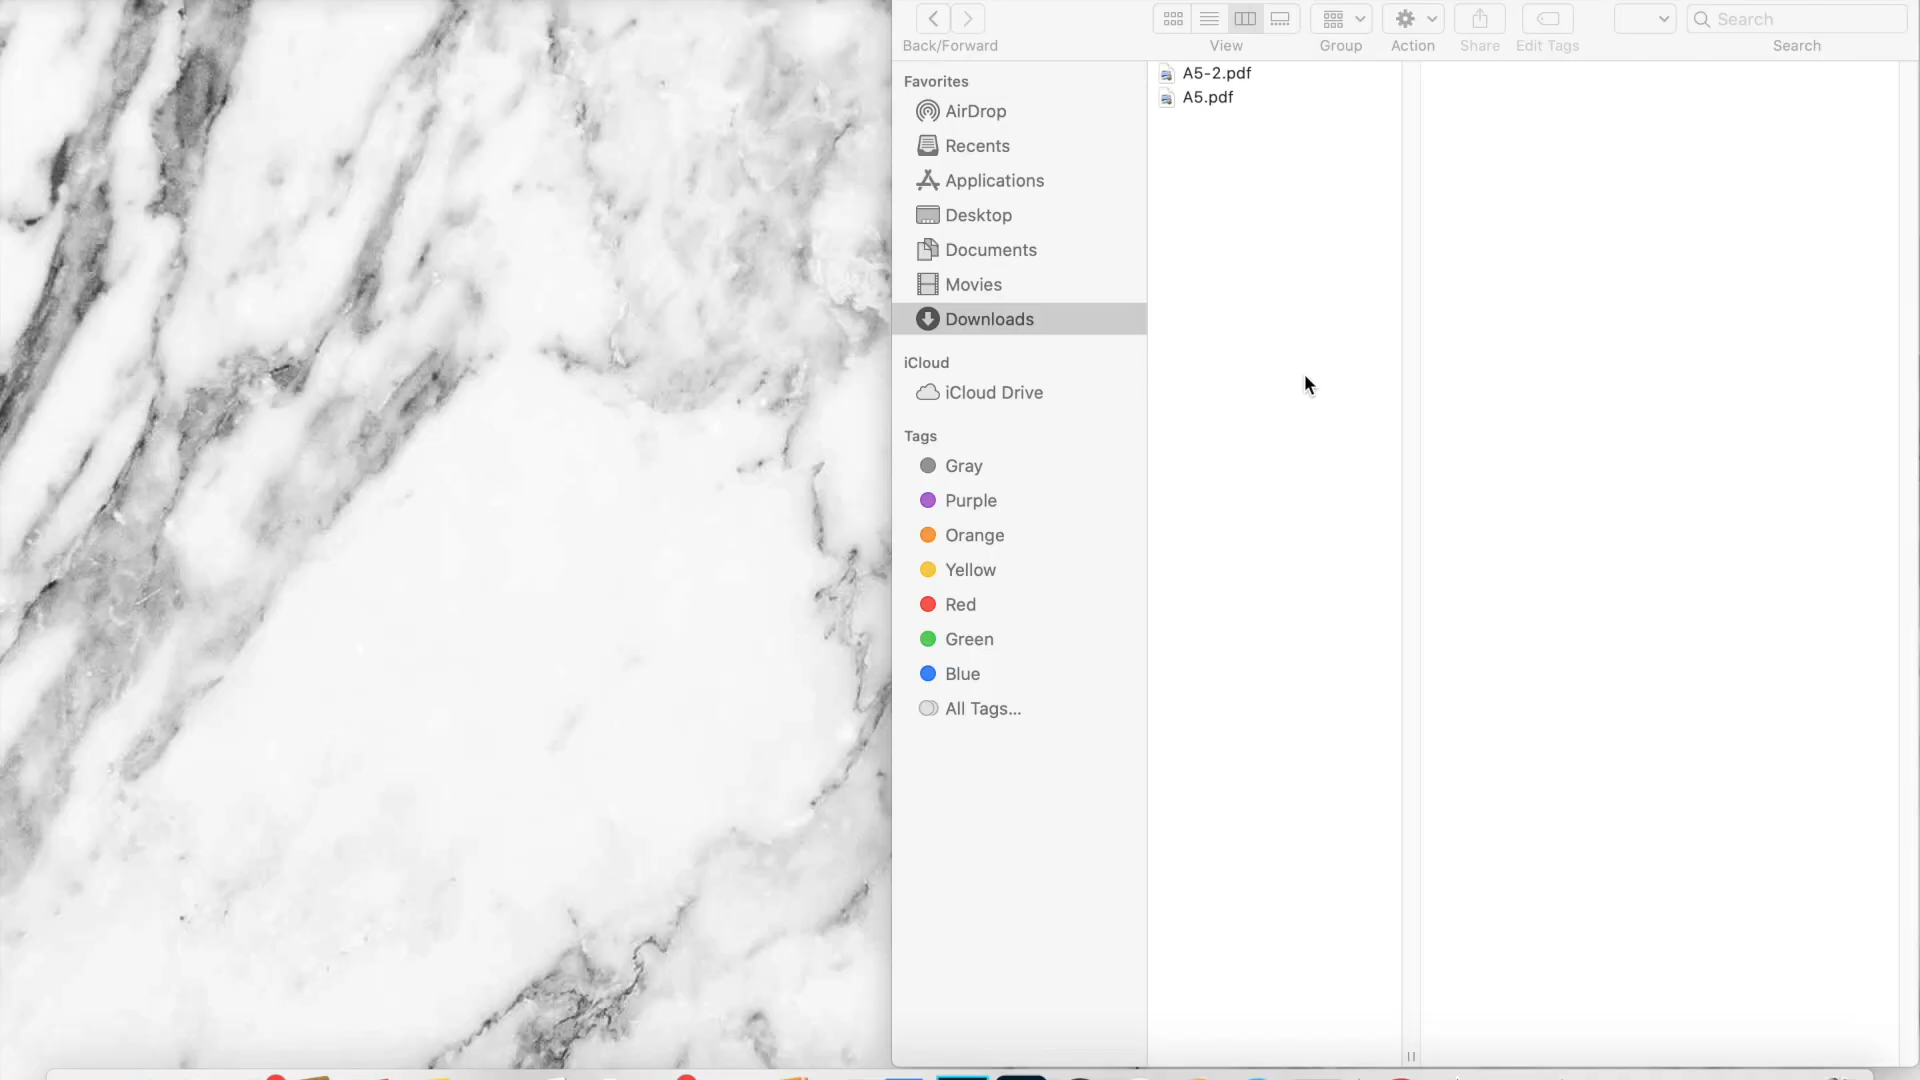 Back/Forward
View
Group
Action
Share
Edit Tags
Search
Search
Favorites
AirDrop
Recents
Applications
Desktop
Documents
Movies
Downloads
iCloud
iCloud Drive
Tags
Gray
Purple
Orange
Yellow
Red
Green
Blue
All Tags...
A5-2.pdf
A5.pdf